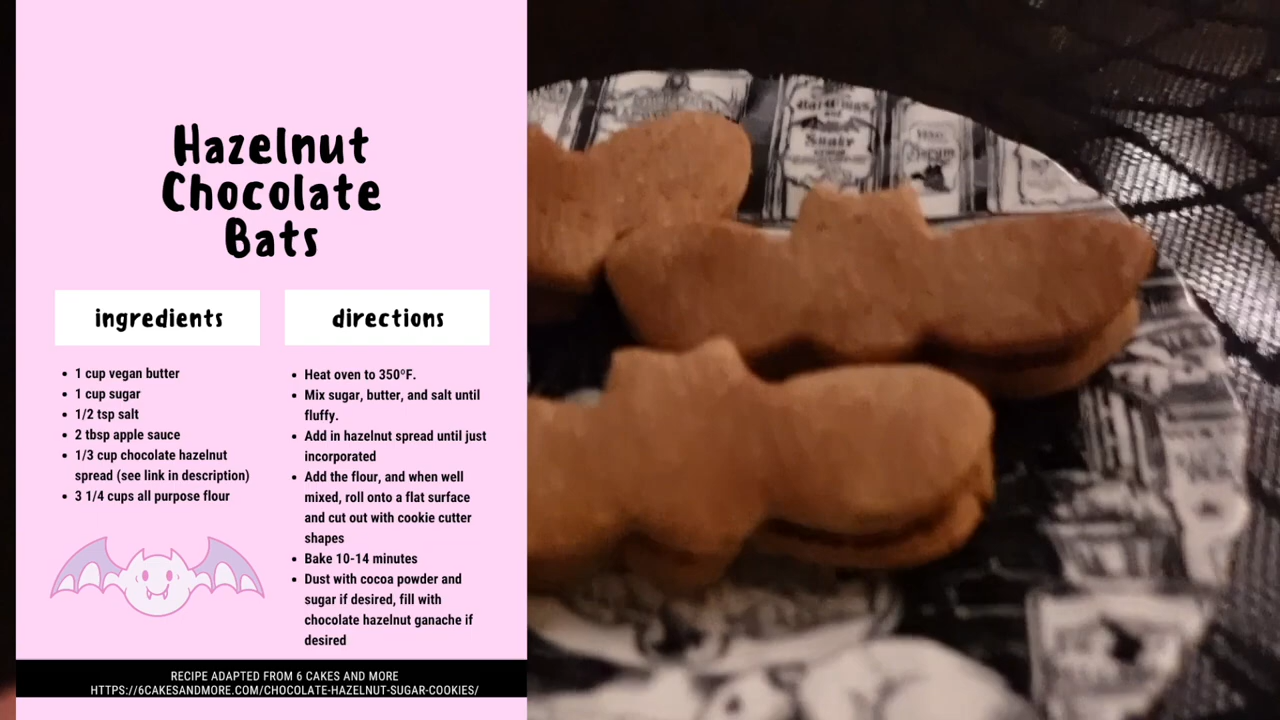 Hazelnut
Chocolate
Bats
ingredients
• 1 cup vegan butter
• 1 cup sugar
• 1/2 tsp salt
• 2 tbsp apple sauce
• 1/3 cup chocolate hazelnut
spread (see link in description)
• 3 1/4 cups all purpose flour
directions
• Heat oven to 350ºF.
• Mix sugar, butter, and salt until
fluffy.
• Add in hazelnut spread until just
incorporated
• Add the flour, and when well
mixed, roll onto a flat surface
and cut out with cookie cutter
shapes
• Bake 10-14 minutes
• Dust with cocoa powder and
sugar if desired, fill with
chocolate hazelnut ganache if
desired
RECIPE ADAPTED FROM 6 CAKES AND MORE
HTTPS://6CAKESANDMORE.COM/CHOCOLATE-HAZELNUT-SUGAR-COOKIES/